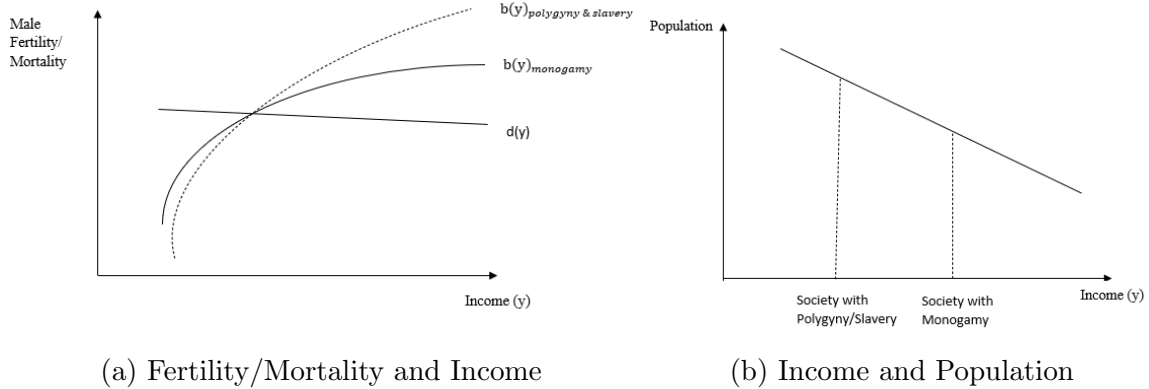 Male
Fertility/
Mortality
b(y)polygyny & slavery
b(y)monogamy
d(y)
Income (y)
(a) Fertility/Mortality and Income
Population
Income (y)
Society with
Polygyny/Slavery
Society with
Monogamy
(b) Income and Population